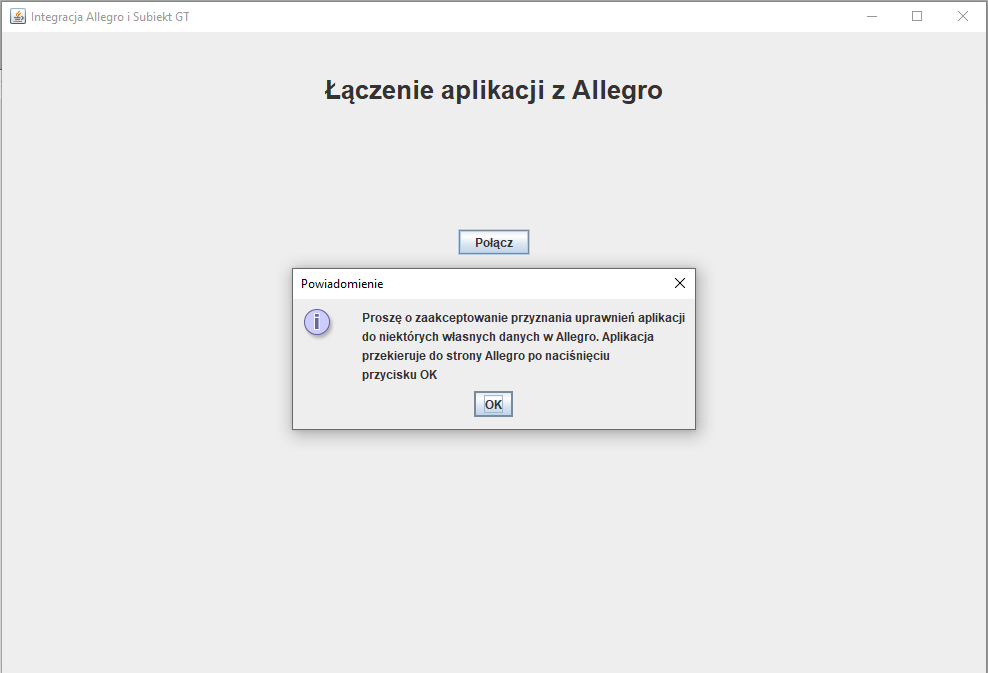 Integracja Allegro i Subiekt GT
Łączenie aplikacji z Allegro
Połącz
Powiadomienie
Proszę o zaakceptowanie przyznania uprawnień aplikacji
do niektórych własnych danych w Allegro. Aplikacja
przekieruje do strony Allegro po naciśnięciu
przycisku OK
OK